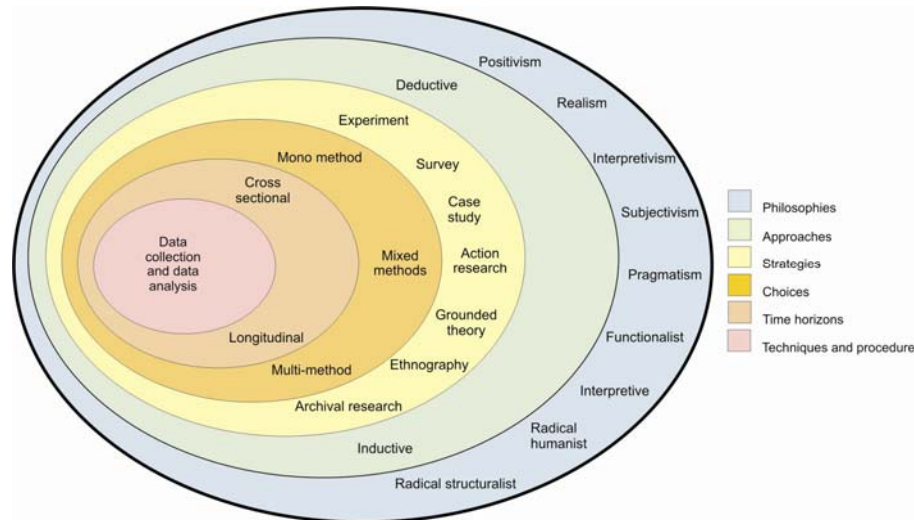 Positivism
Deductive
Realism
Experiment
Mono method
Survey
Interpretivism
Cross
sectional
Case
study
Subjectivism
Data
collection
and data
analysis
Mixed
methods
Action
research
Pragmatism
Grounded
theory
Longitudinal
Functionalist
Multi-method
Ethnography
Interpretive
Archival research
Radical
humanist
Inductive
Radical structuralist
Philosophies
Approaches
Strategies
Choices
Time horizons
Techniques and procedure